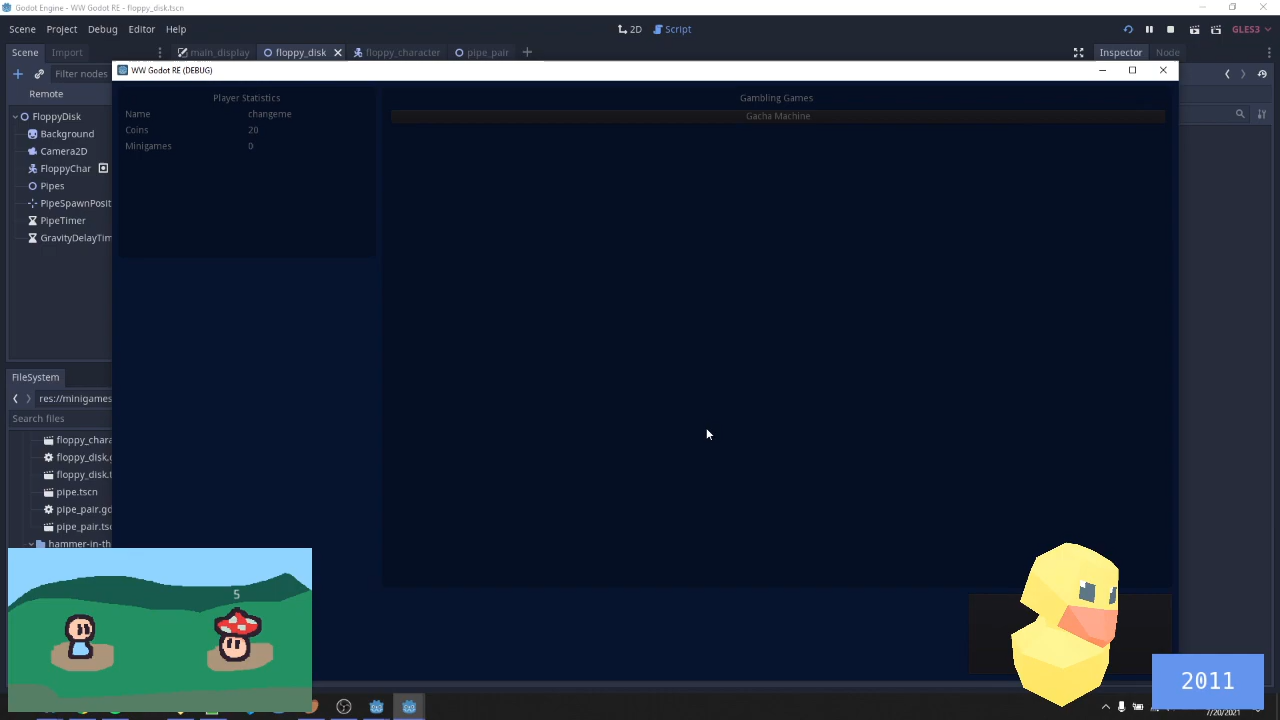 Godot Engine - WW Godot RE - floppy_disk.tscn
Scene Project Debug Editor Help
2D Script
GLES3
Scene Import
main_display floppy_disk floppy_character pipe_pair
Inspector Node
Filter nodes
Remote
FloppyDisk
Background
Camera2D
FloppyChar
Pipes
PipeSpawnPosit
PipeTimer
GravityDelayTim
WW Godot RE (DEBUG)
Player Statistics
Name changeme
Coins 20
Minigames 0
Gambling Games
Gacha Machine
FileSystem
res://minigames
Search files
floppy_chara
floppy_disk.g
floppy_disk.t
pipe.tscn
pipe_pair.gd
pipe_pair.tsc
hammer-in-th
5
2011
7/20/2021